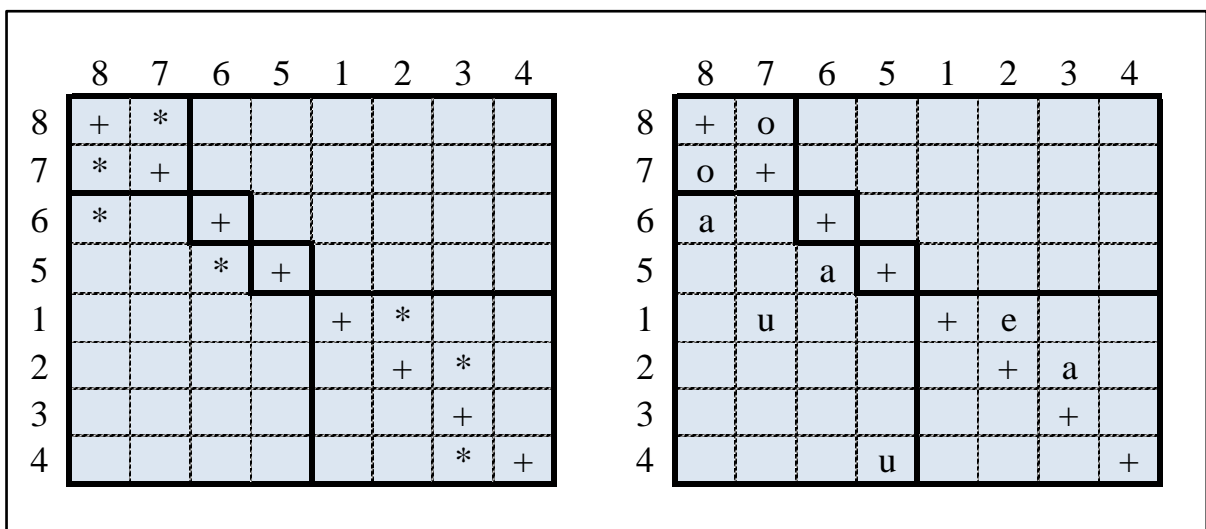 8 7 6 5 1 2 3 4 8 7 6 5 1 2 3 4
8 + * 8 + o
7 * + 7 o +
6 * + 6 a +
5 * + 5 a +
1 + * 1 u + e
2 + * 2 + a
3 + 3 +
4 * + 4 u +